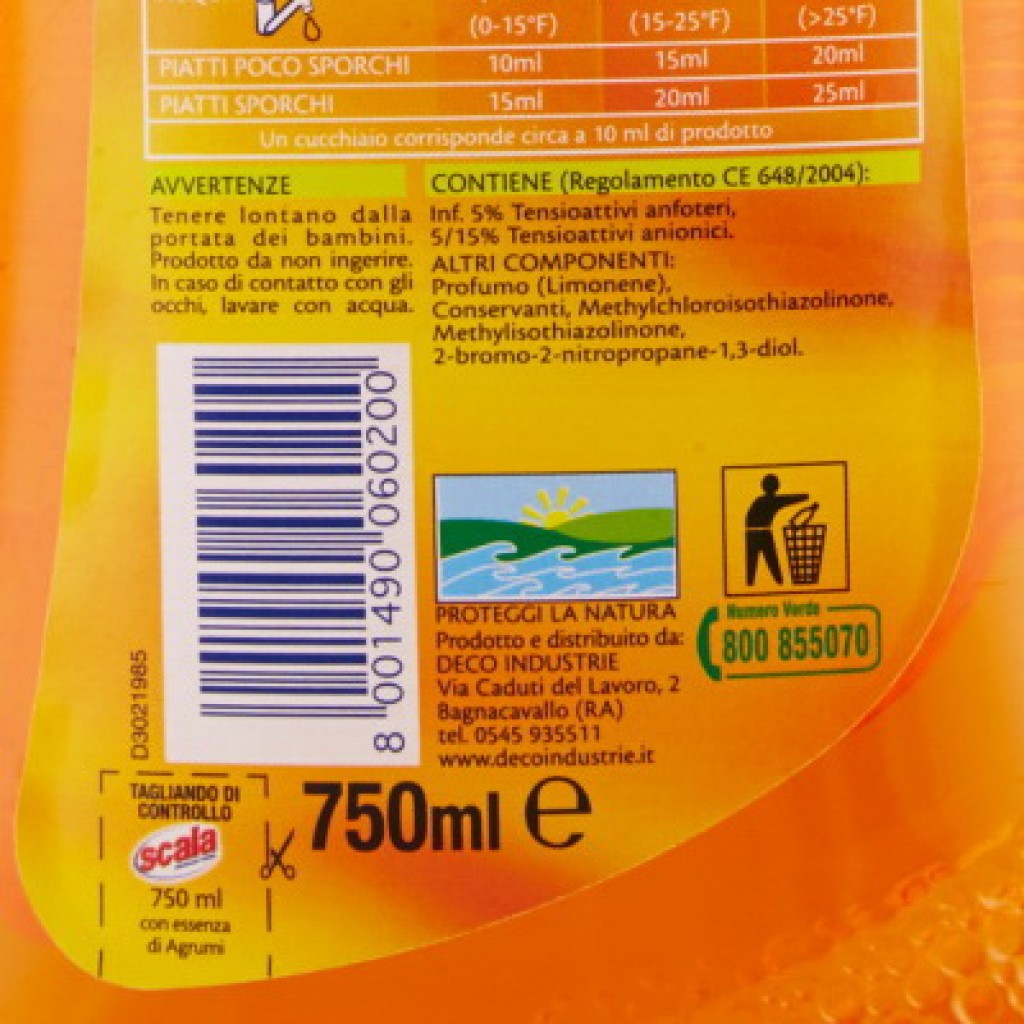 (0-15°F) (15-25°F) (>25°F)
PIATTI POCO SPORCHI 10ml 15ml 20ml
PIATTI SPORCHI 15ml 20ml 25ml
Un cucchiaio corrisponde circa a 10 ml di prodotto
AVVERTENZE
Tenere lontano dalla
portata dei bambini.
Prodotto da non ingerire.
In caso di contatto con gli
occhi, lavare con acqua.
CONTIENE (Regolamento CE 648/2004):
Inf. 5% Tensioattivi anfoteri,
5/15% Tensioattivi anionici.
ALTRI COMPONENTI:
Profumo (Limonene),
Conservanti, Methylchloroisothiazolinone,
Methylisothiazolinone,
2-bromo-2-nitropropane-1,3-diol.
8 001490 060200
D3021985
PROTEGGI LA NATURA
Prodotto e distribuito da:
DECO INDUSTRIE
Via Caduti del Lavoro, 2
Bagnacavallo (RA)
tel. 0545 935511
www.decoindustrie.it
Numero Verde
800 855070
TAGLIANDO DI
CONTROLLO
scala
750 ml
con essenza
di Agrumi
750ml e